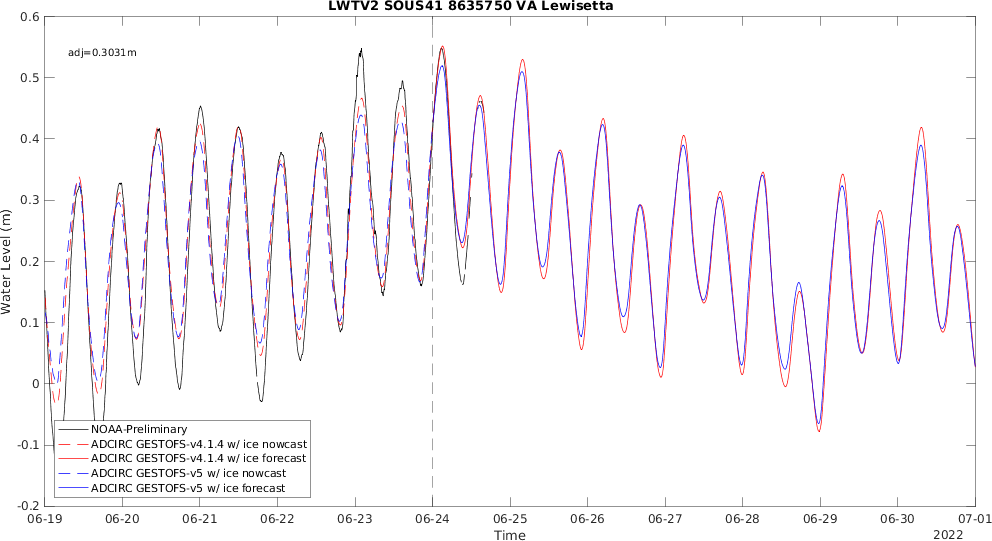 LWTV2 SOUS41 8635750 VA Lewisetta
adj=0.3031m
0.6
0.5
0.4
0.3
0.2
0.1
0
-0.1
-0.2
Water Level (m)
NOAA-Preliminary
ADCIRC GESTOFS-v4.1.4 w/ ice nowcast
ADCIRC GESTOFS-v4.1.4 w/ ice forecast
ADCIRC GESTOFS-v5 w/ ice nowcast
ADCIRC GESTOFS-v5 w/ ice forecast
06-19 06-20 06-21 06-22 06-23 06-24 06-25 06-26 06-27 06-28 06-29 06-30 07-01
Time
2022